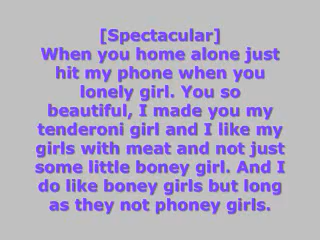 [Spectacular]
When you home alone just
hit my phone when you
lonely girl. You so
beautiful, I made you my
tenderoni girl and I like my
girls with meat and not just
some little boney girl. And I
do like boney girls but long
as they not phoney girls.